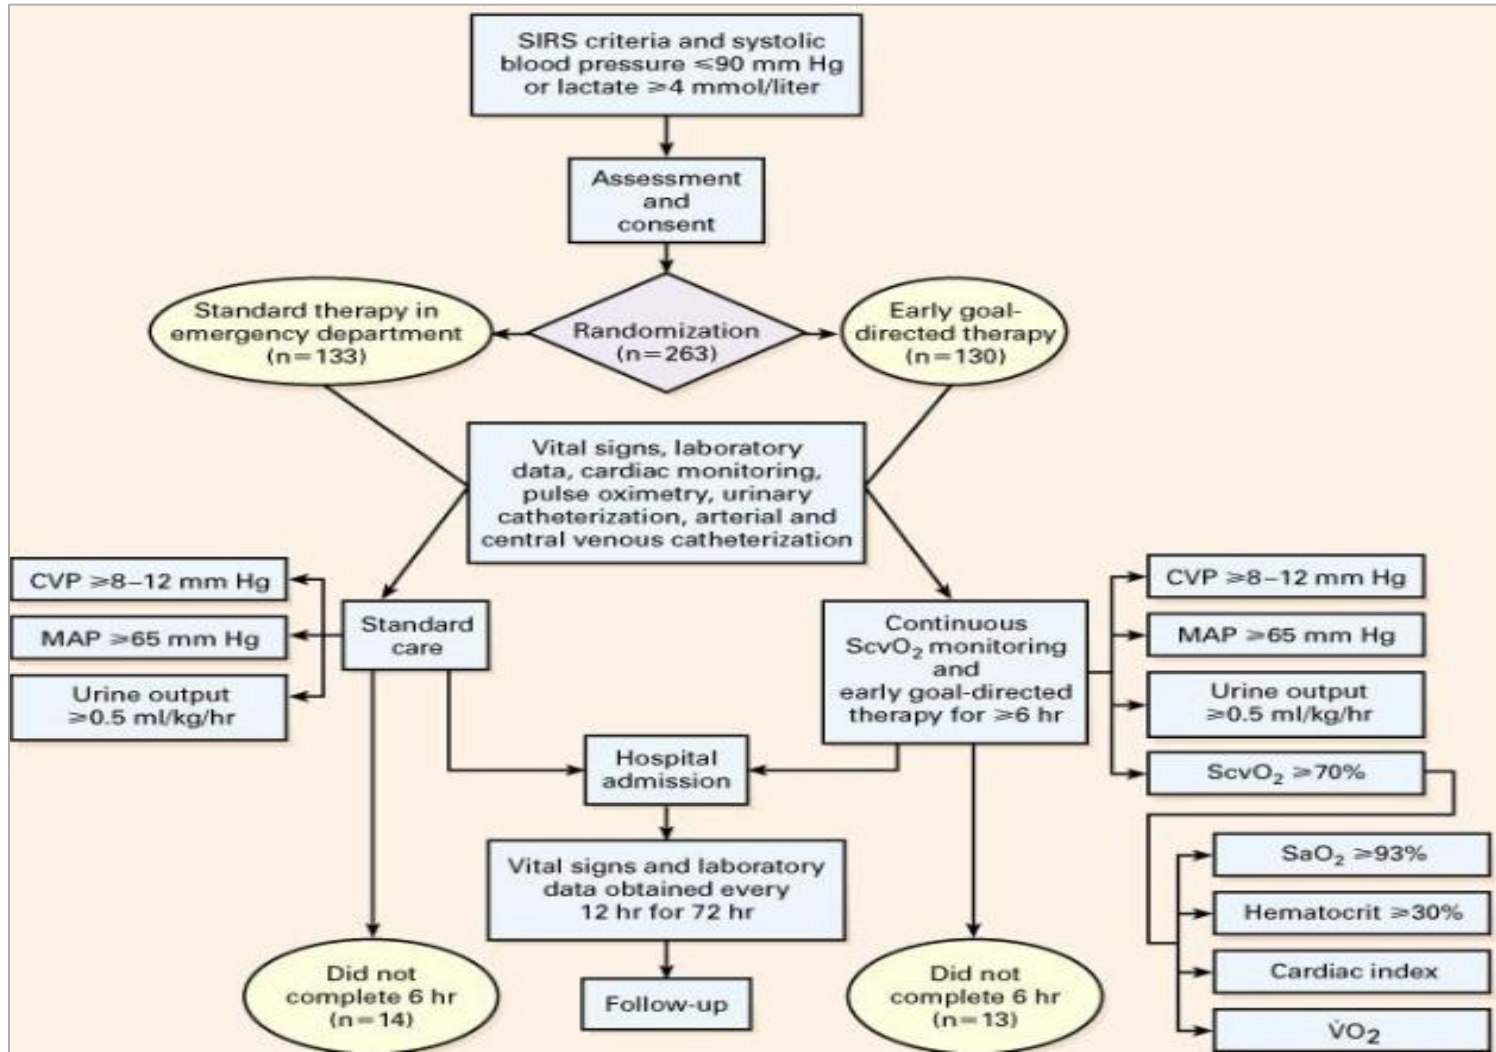 SIRS criteria and systolic
blood pressure ≤90 mm Hg
or lactate ≥4 mmol/liter
Assessment
and
consent
Standard therapy in
emergency department
(n=133)
Randomization
(n=263)
Early goal-
directed therapy
(n=130)
Vital signs, laboratory
data, cardiac monitoring,
pulse oximetry, urinary
catheterization, arterial and
central venous catheterization
CVP ≥8–12 mm Hg
MAP ≥65 mm Hg
Urine output
≥0.5 ml/kg/hr
Standard
care
Continuous
ScvO₂ monitoring
and
early goal-directed
therapy for ≥6 hr
CVP ≥8–12 mm Hg
MAP ≥65 mm Hg
Urine output
≥0.5 ml/kg/hr
ScvO₂ ≥70%
Hospital
admission
SaO₂ ≥93%
Hematocrit ≥30%
Cardiac index
V̇O₂
Vital signs and laboratory
data obtained every
12 hr for 72 hr
Did not
complete 6 hr
(n=14)
Follow-up
Did not
complete 6 hr
(n=13)